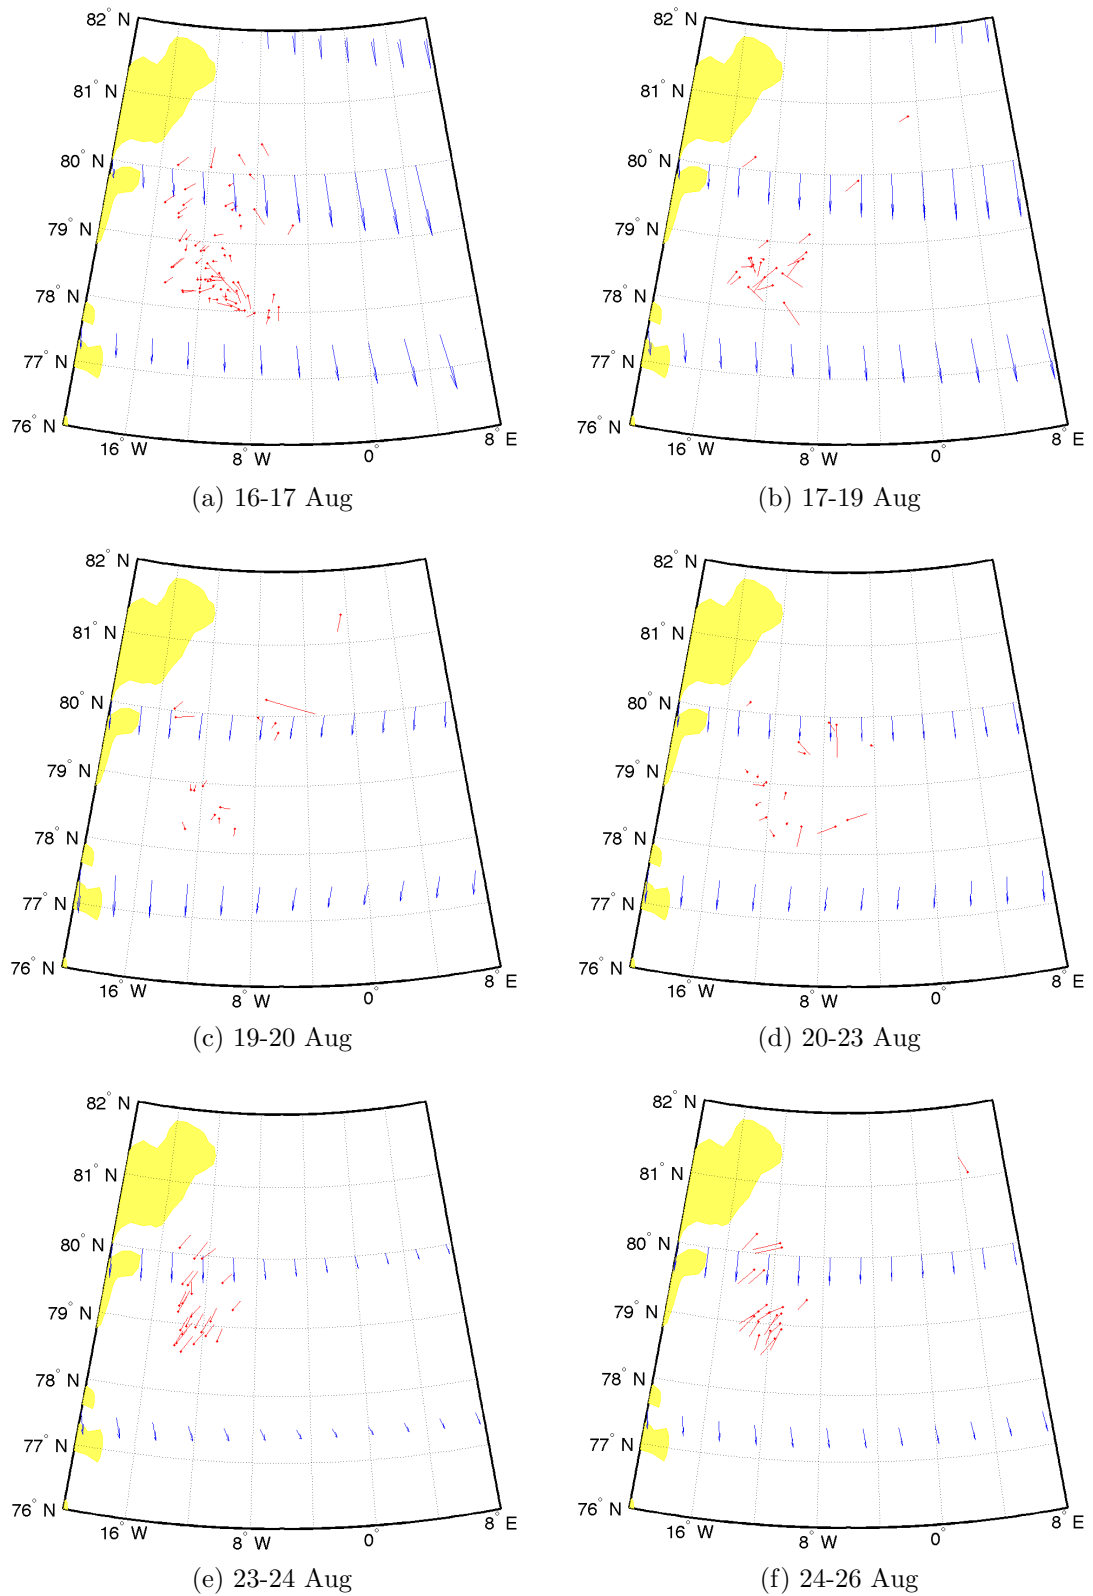 82° N
81° N
80° N
79° N
78° N
77° N
76° N
16° W
8° W
0°
8° E
(a) 16-17 Aug
82° N
81° N
80° N
79° N
78° N
77° N
76° N
16° W
8° W
0°
8° E
(b) 17-19 Aug
82° N
81° N
80° N
79° N
78° N
77° N
76° N
16° W
8° W
0°
8° E
(c) 19-20 Aug
82° N
81° N
80° N
79° N
78° N
77° N
76° N
16° W
8° W
0°
8° E
(d) 20-23 Aug
82° N
81° N
80° N
79° N
78° N
77° N
76° N
16° W
8° W
0°
8° E
(e) 23-24 Aug
82° N
81° N
80° N
79° N
78° N
77° N
76° N
16° W
8° W
0°
8° E
(f) 24-26 Aug